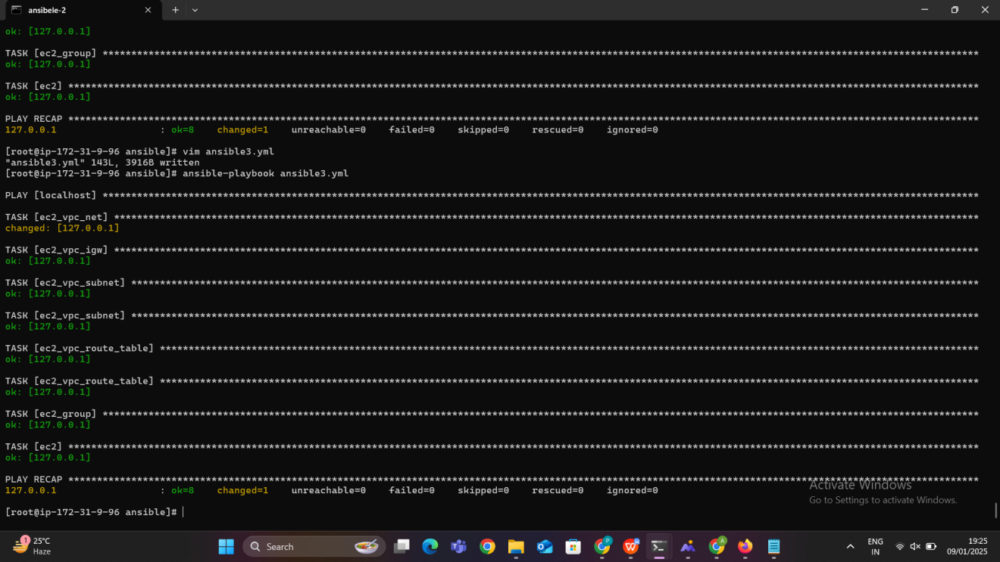 ansibele-2
ok: [127.0.0.1]
TASK [ec2_group] *********************************************************************************************************************************************************
ok: [127.0.0.1]
TASK [ec2] ***************************************************************************************************************************************************************
ok: [127.0.0.1]
PLAY RECAP ***************************************************************************************************************************************************************
127.0.0.1 : ok=8 changed=1 unreachable=0 failed=0 skipped=0 rescued=0 ignored=0
[root@ip-172-31-9-96 ansible]# vim ansible3.yml
"ansible3.yml" 143L, 3916B written
[root@ip-172-31-9-96 ansible]# ansible-playbook ansible3.yml
PLAY [localhost] *********************************************************************************************************************************************************
TASK [ec2_vpc_net] *******************************************************************************************************************************************************
changed: [127.0.0.1]
TASK [ec2_vpc_igw] *******************************************************************************************************************************************************
ok: [127.0.0.1]
TASK [ec2_vpc_subnet] ****************************************************************************************************************************************************
ok: [127.0.0.1]
TASK [ec2_vpc_subnet] ****************************************************************************************************************************************************
ok: [127.0.0.1]
TASK [ec2_vpc_route_table] ***********************************************************************************************************************************************
ok: [127.0.0.1]
TASK [ec2_vpc_route_table] ***********************************************************************************************************************************************
ok: [127.0.0.1]
TASK [ec2_group] *********************************************************************************************************************************************************
ok: [127.0.0.1]
TASK [ec2] ***************************************************************************************************************************************************************
ok: [127.0.0.1]
PLAY RECAP ***************************************************************************************************************************************************************
127.0.0.1 : ok=8 changed=1 unreachable=0 failed=0 skipped=0 rescued=0 ignored=0
[root@ip-172-31-9-96 ansible]#
Activate Windows
Go to Settings to activate Windows.
1
25°C
Haze
Search
P
A
ENG
IN
19:25
09/01/2025